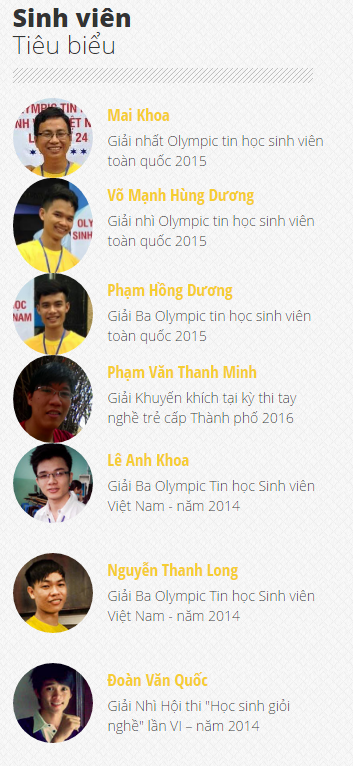 Sinh viên
Tiêu biểu
Mai Khoa
Giải nhất Olympic tin học sinh viên
toàn quốc 2015
Võ Mạnh Hùng Dương
Giải nhì Olympic tin học sinh viên
toàn quốc 2015
Phạm Hồng Dương
Giải Ba Olympic tin học sinh viên
toàn quốc 2015
Phạm Văn Thanh Minh
Giải Khuyến khích tại kỳ thi tay
nghề trẻ cấp Thành phố 2016
Lê Anh Khoa
Giải Ba Olympic Tin học Sinh viên
Việt Nam - năm 2014
Nguyễn Thanh Long
Giải Ba Olympic Tin học Sinh viên
Việt Nam - năm 2014
Đoàn Văn Quốc
Giải Nhì Hội thi "Học sinh giỏi
nghề" lần VI – năm 2014